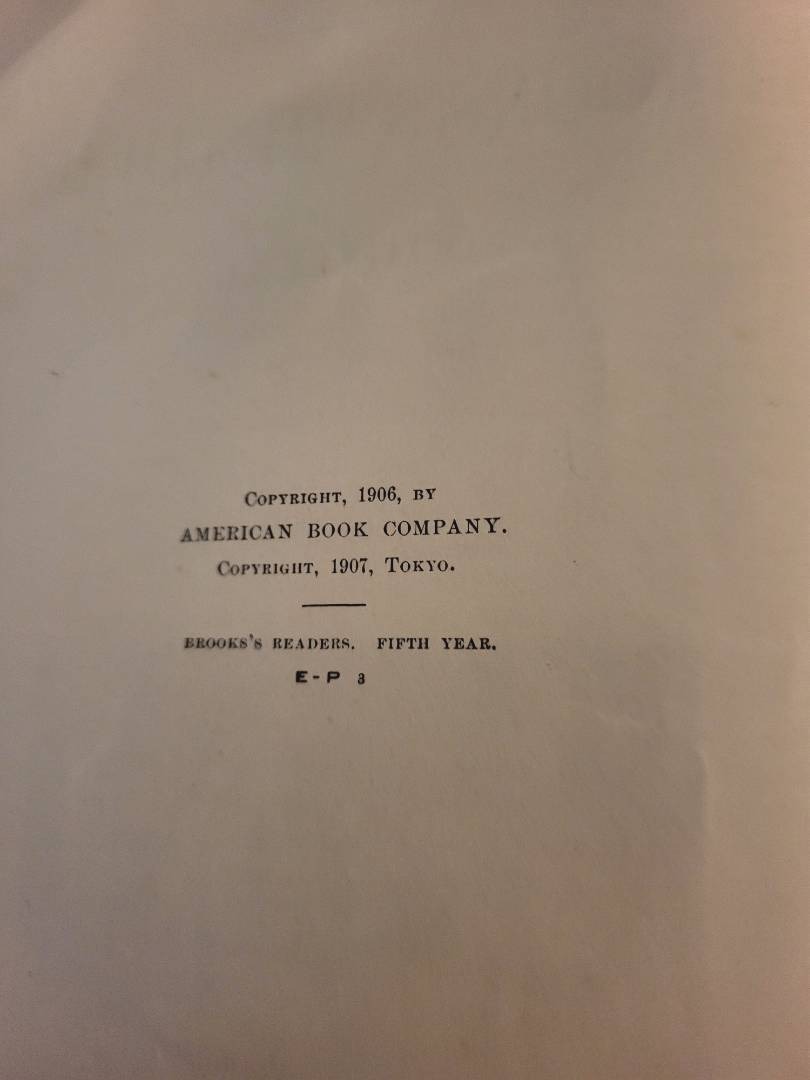 COPYRIGHT, 1906, BY
AMERICAN BOOK COMPANY.
COPYRIGHT, 1907, TOKYO.
BROOKS'S READERS. FIFTH YEAR.
E-P 3